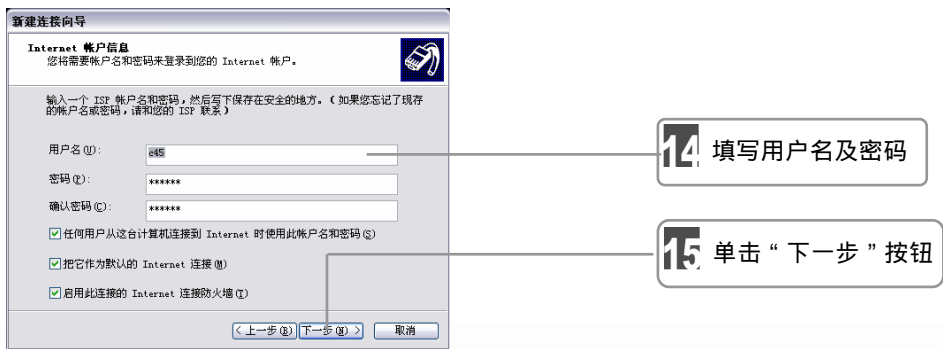 新建连接向导
Internet 帐户信息
您将需要帐户名和密码来登录到您的 Internet 帐户。
输入一个 ISP 帐户名和密码，然后写下保存在安全的地方。（如果您忘记了现存
的帐户名或密码，请和您的 ISP 联系）
用户名(U):
c45
密码(P):
******
确认密码(C):
******
任何用户从这台计算机连接到 Internet 时使用此帐户名和密码(S)
把它作为默认的 Internet 连接(M)
启用此连接的 Internet 连接防火墙(T)
< 上一步(B)
下一步(N) >
取消
14 填写用户名及密码
15 单击“下一步”按钮